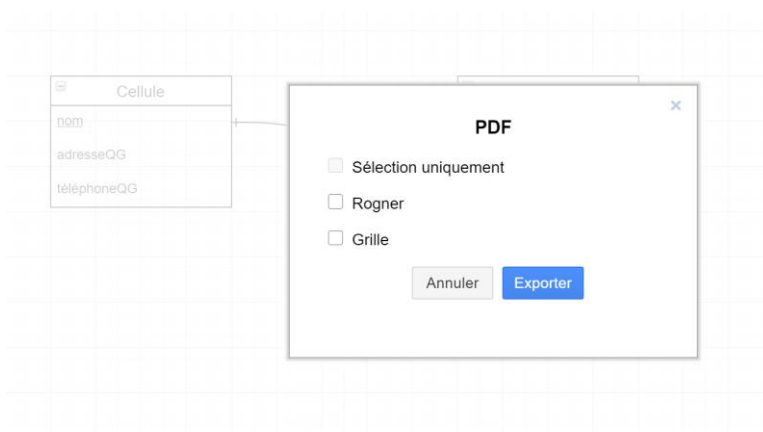 Cellule
nom
adresseQG
téléphoneQG
PDF
Sélection uniquement
Rogner
Grille
Annuler
Exporter